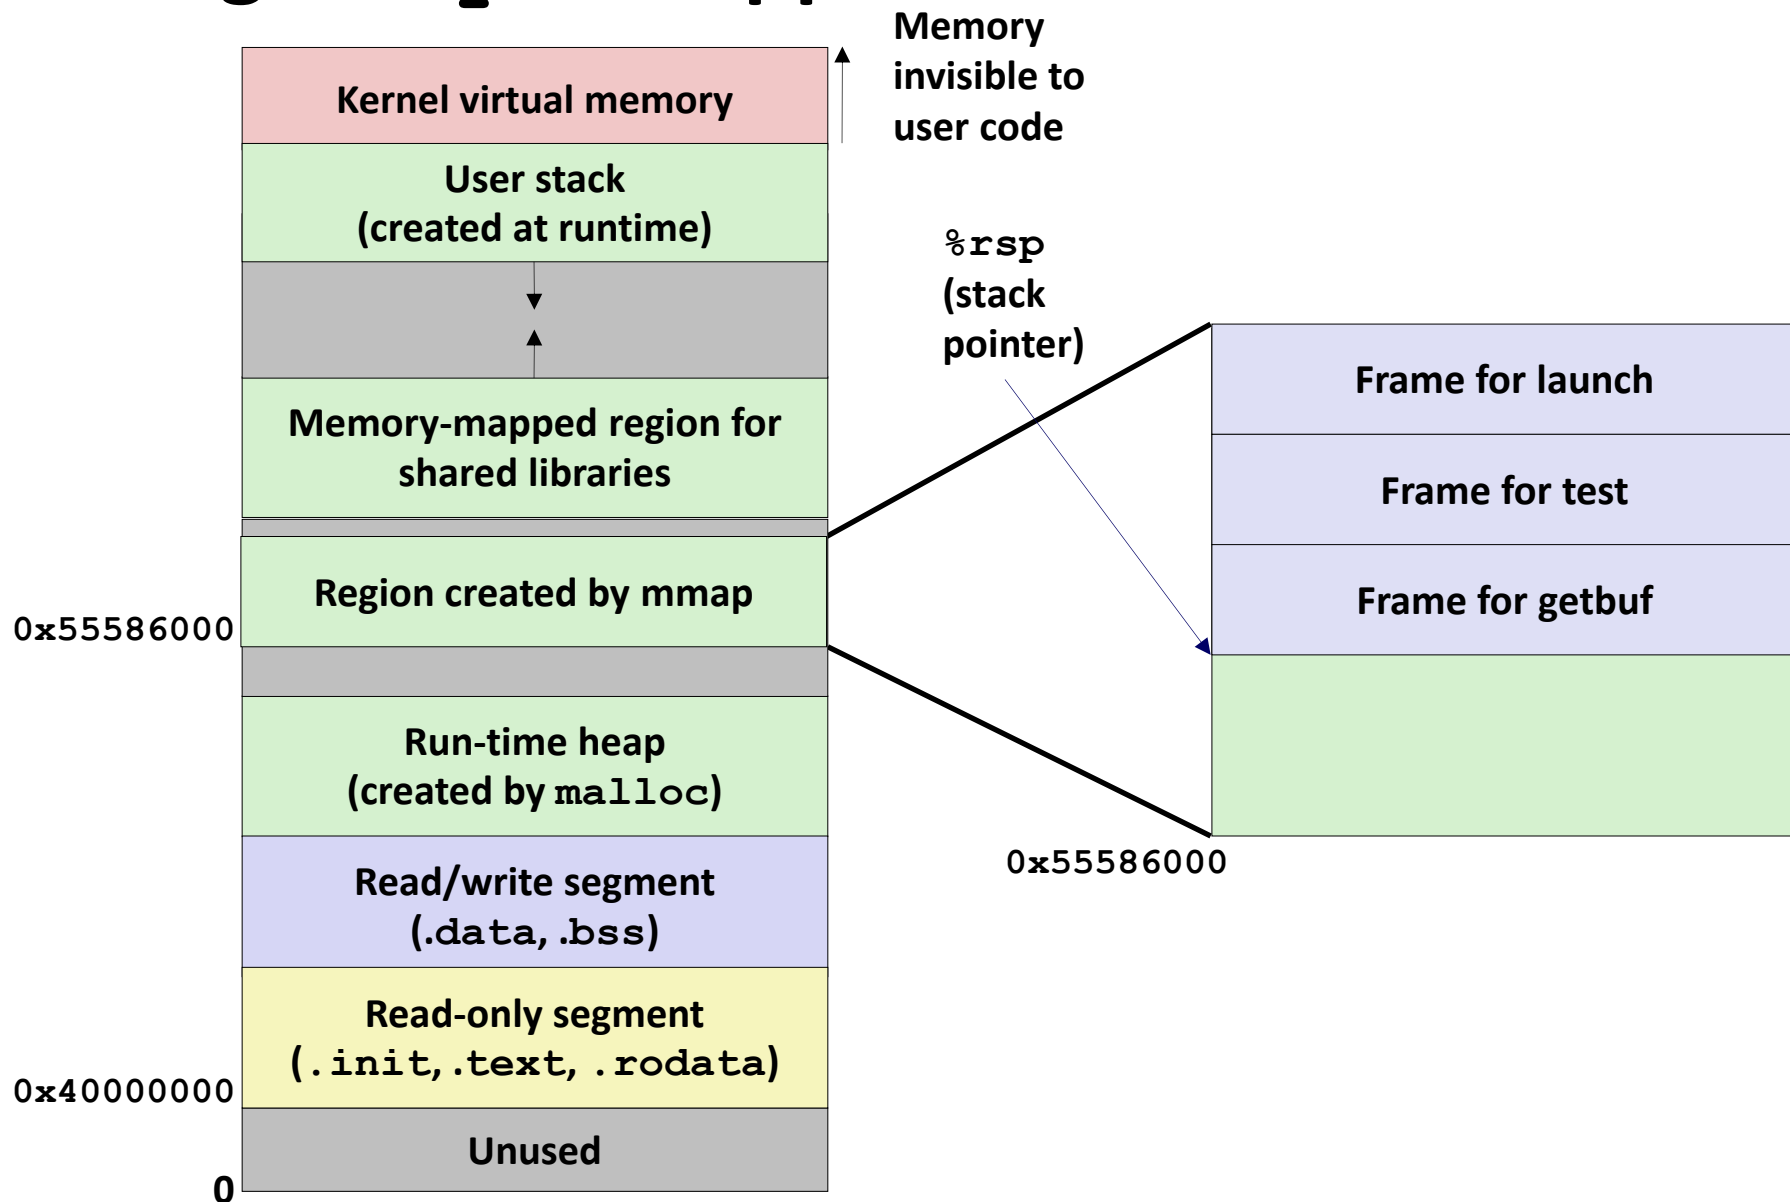 Memory
invisible to
user code
Kernel virtual memory
User stack
(created at runtime)
%rsp
(stack
pointer)
Memory-mapped region for
shared libraries
Region created by mmap
0x55586000
Run-time heap
(created by malloc)
Read/write segment
(.data, .bss)
Read-only segment
(.init, .text, .rodata)
0x40000000
Unused
0
Frame for launch
Frame for test
Frame for getbuf
0x55586000